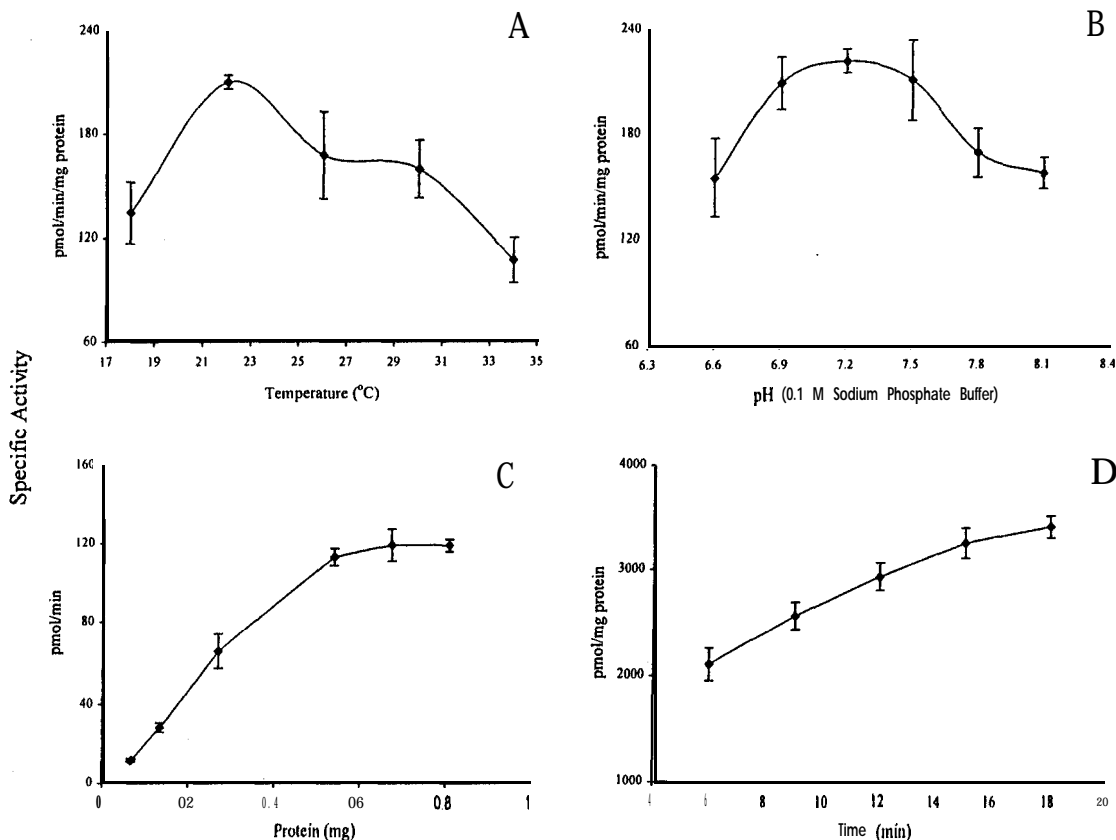 Specific Activity
A
pmol/min/mg protein
240
180
120
60
17 19 21 23 25 27 29 31 33 35
Temperature (°C)
B
pmol/min/mg protein
240
180
120
60
6.3 6.6 6.9 7.2 7.5 7.8 8.1 8.4
pH (0.1 M Sodium Phosphate Buffer)
C
pmol/min
160
120
80
40
0
0 02 0.4 06 0.8 1
Protein (mg)
D
pmol/mg protein
4000
3000
2000
1000
4 6 8 10 12 14 16 18 20
Time (min)